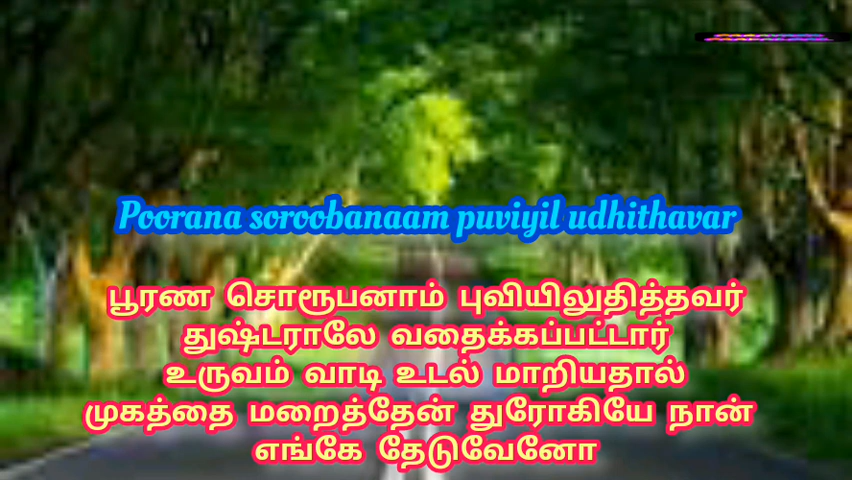 Poorana soroobanaam puviyil udhithavar
பூரண சொரூபனாம் புவியிலுதித்தவர்
துஷ்டராலே வதைக்கப்பட்டார்
உருவம் வாடி உடல் மாறியதால்
முகத்தை மறைத்தேன் துரோகியே நான்
எங்கே தேடுவேனோ